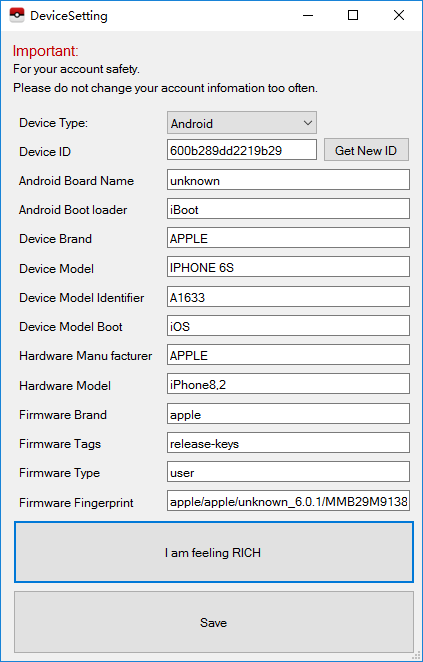 DeviceSetting
Important:
For your account safety.
Please do not change your account infomation too often.
Device Type: Android
Device ID 600b289dd2219b29 Get New ID
Android Board Name unknown
Android Boot loader iBoot
Device Brand APPLE
Device Model IPHONE 6S
Device Model Identifier A1633
Device Model Boot iOS
Hardware Manu facturer APPLE
Hardware Model iPhone8,2
Firmware Brand apple
Firmware Tags release-keys
Firmware Type user
Firmware Fingerprint apple/apple/unknown_6.0.1/MMB29M9138
I am feeling RICH
Save